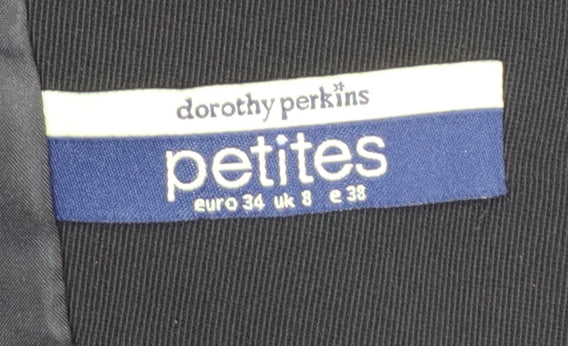 dorothy perkins
petites
euro 34 uk 8 e 38